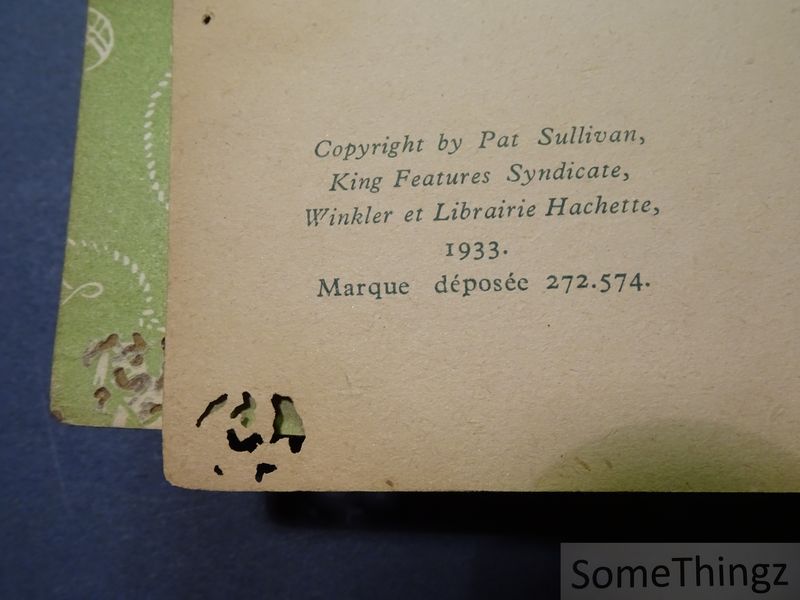 Copyright by Pat Sullivan,
King Features Syndicate,
Winkler et Librairie Hachette,
1933.
Marque déposée 272.574.
SomeThingz